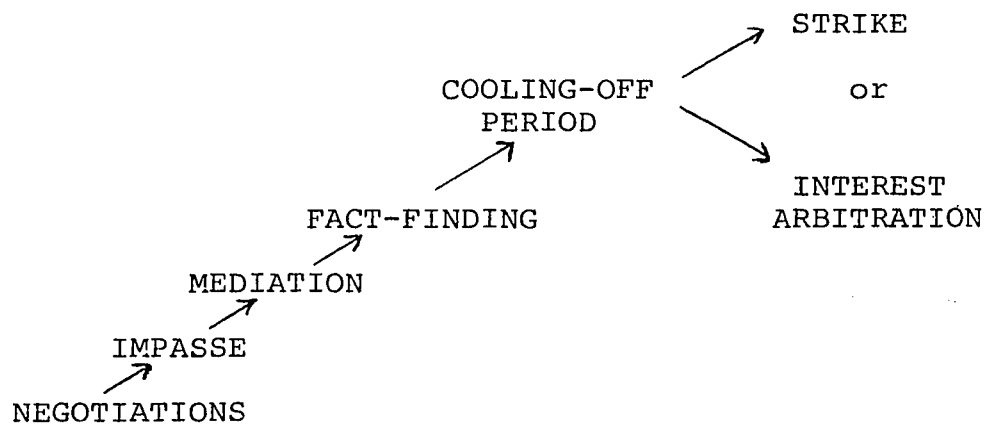 STRIKE
COOLING-OFF or
PERIOD
INTEREST
FACT-FINDING ARBITRATION
MEDIATION
IMPASSE
NEGOTIATIONS